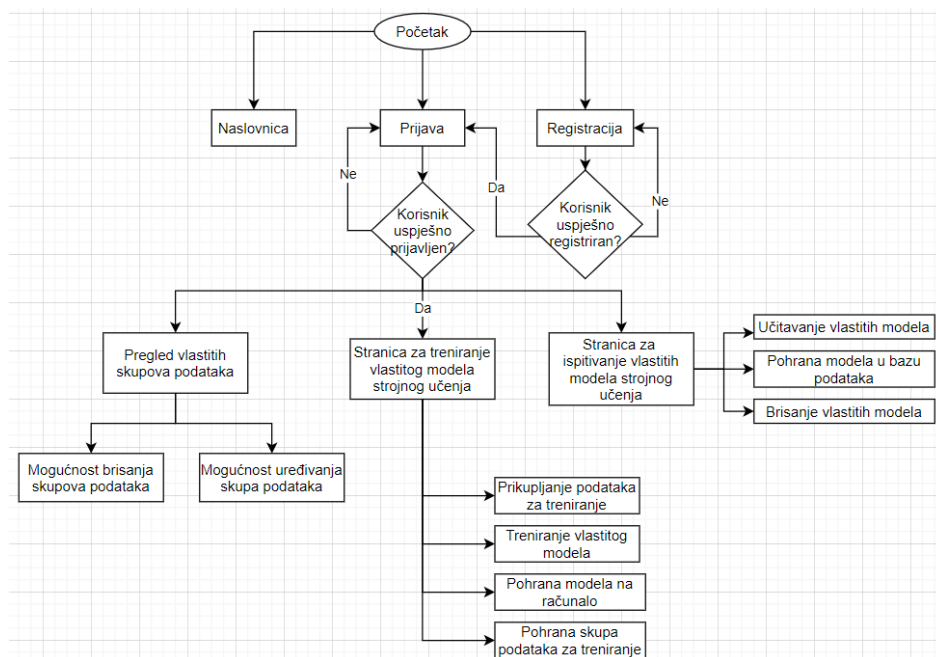 Početak
Naslovnica
Prijava
Registracija
Ne
Da
Ne
Korisnik
uspješno
prijavljen?
Korisnik
uspješno
registriran?
Da
Pregled vlastitih
skupova podataka
Stranica za treniranje
vlastitog modela
strojnog učenja
Stranica za
ispitivanje vlastitih
modela strojnog
učenja
Učitavanje vlastitih modela
Pohrana modela u bazu
podataka
Brisanje vlastitih modela
Mogućnost brisanja
skupova podataka
Mogućnost uređivanja
skupa podataka
Prikupljanje podataka
za treniranje
Treniranje vlastitog
modela
Pohrana modela na
računalo
Pohrana skupa
podataka za treniranje